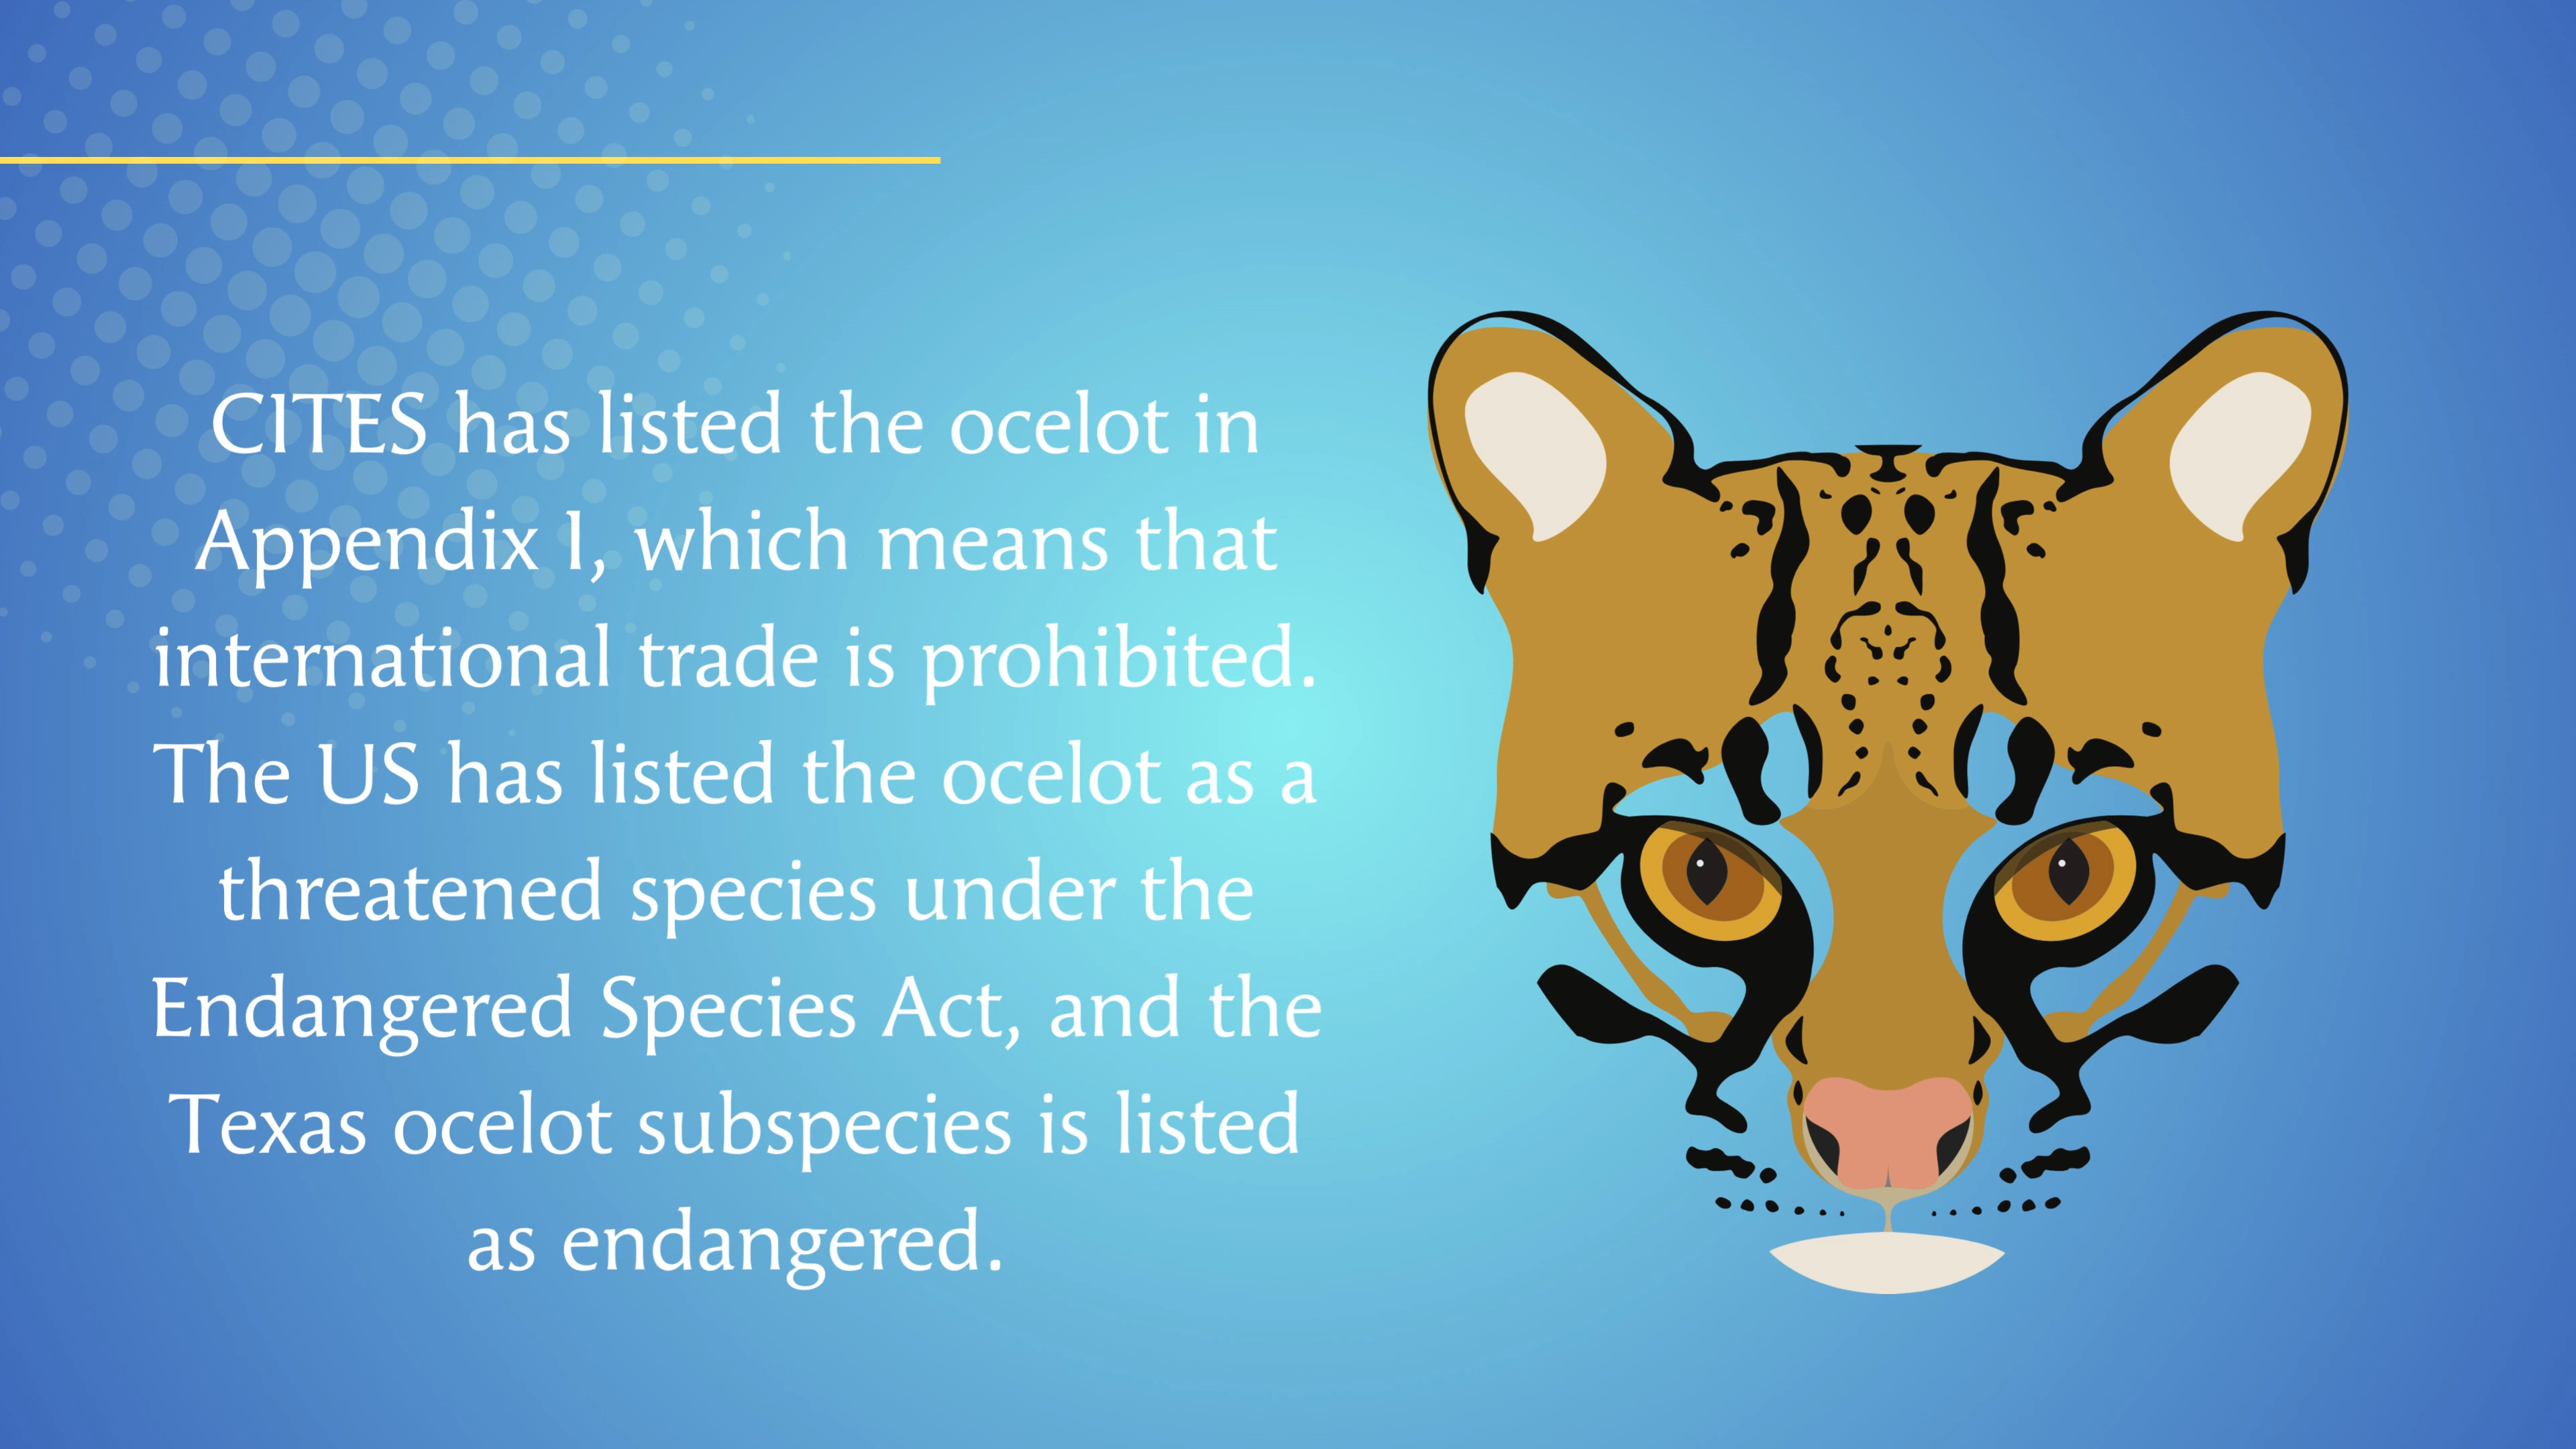 CITES has listed the ocelot in
Appendix I, which means that
international trade is prohibited.
The US has listed the ocelot as a
threatened species under the
Endangered Species Act, and the
Texas ocelot subspecies is listed
as endangered.